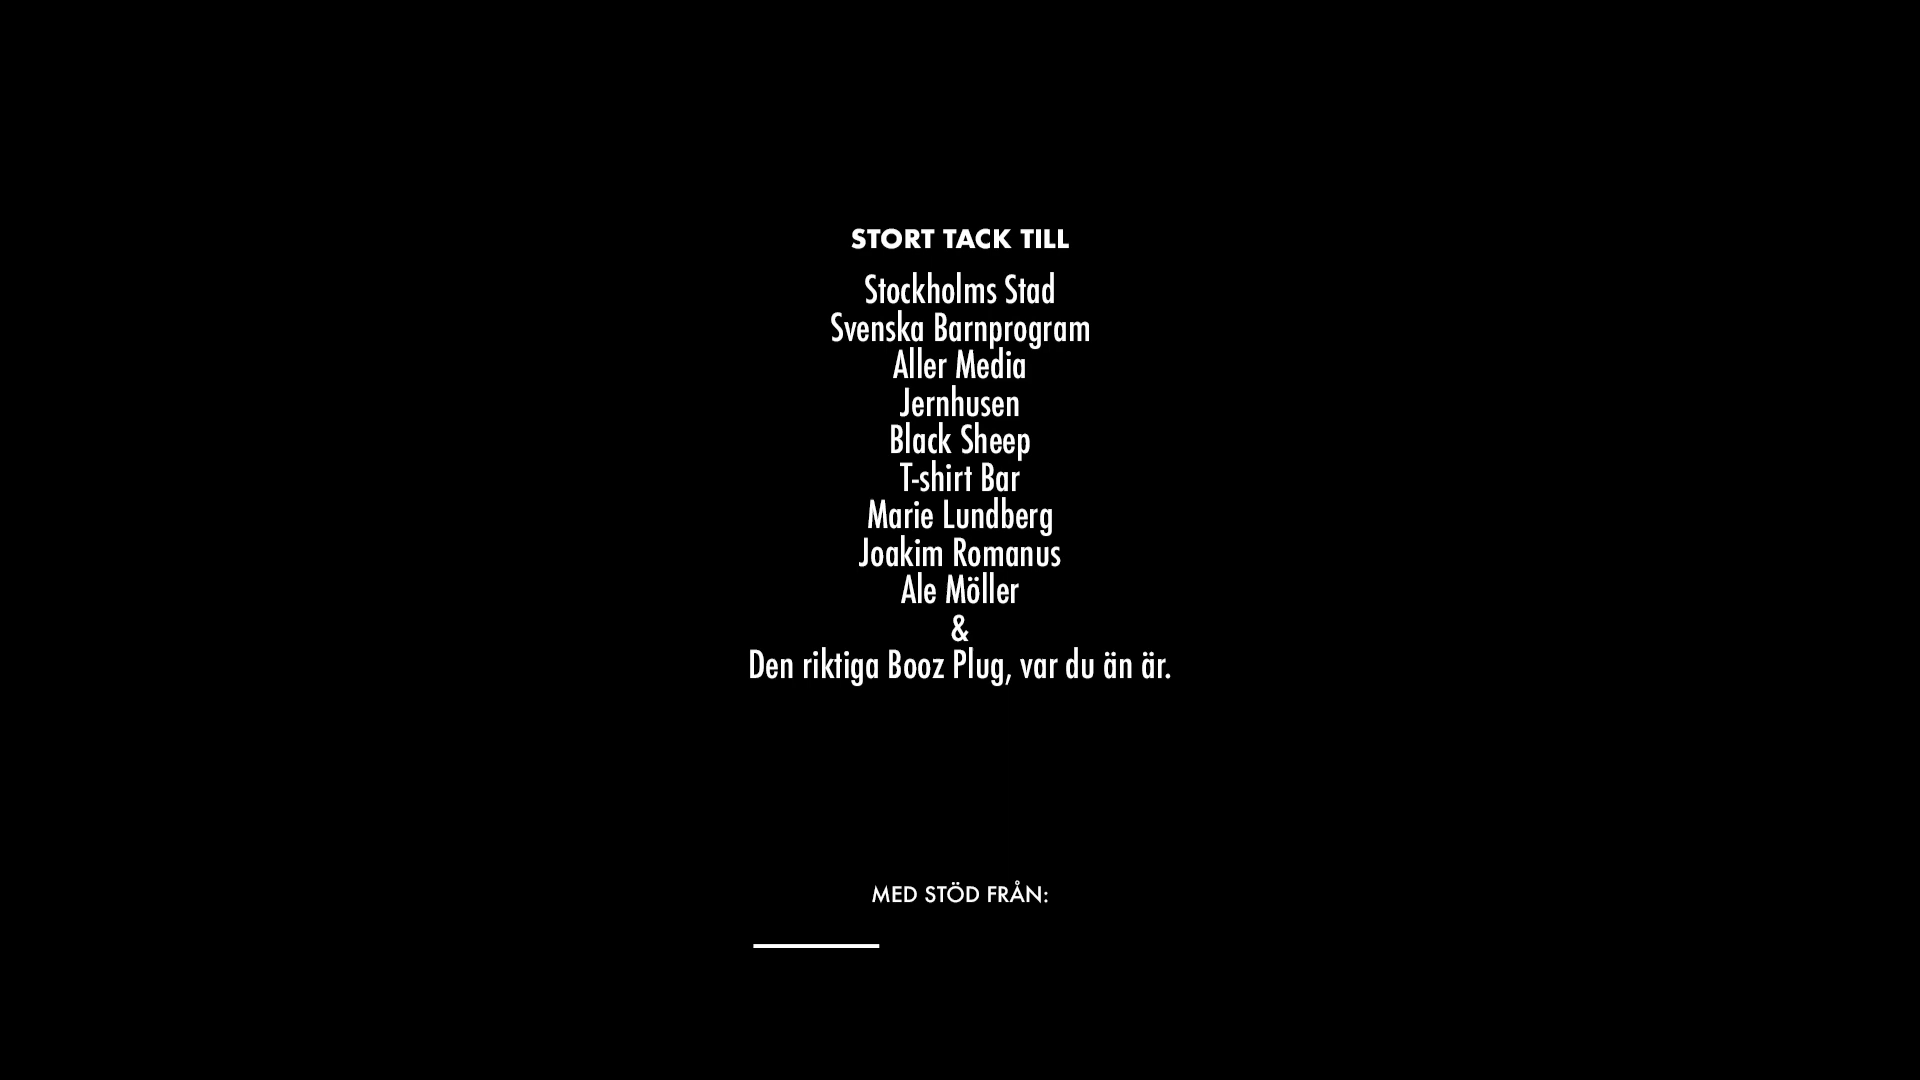 STORT TACK TILL
Stockholms Stad
Svenska Barnprogram
Aller Media
Jernhusen
Black Sheep
T-shirt Bar
Marie Lundberg
Joakim Romanus
Ale Möller
&
Den riktiga Booz Plug, var du än är.
MED STÖD FRÅN: